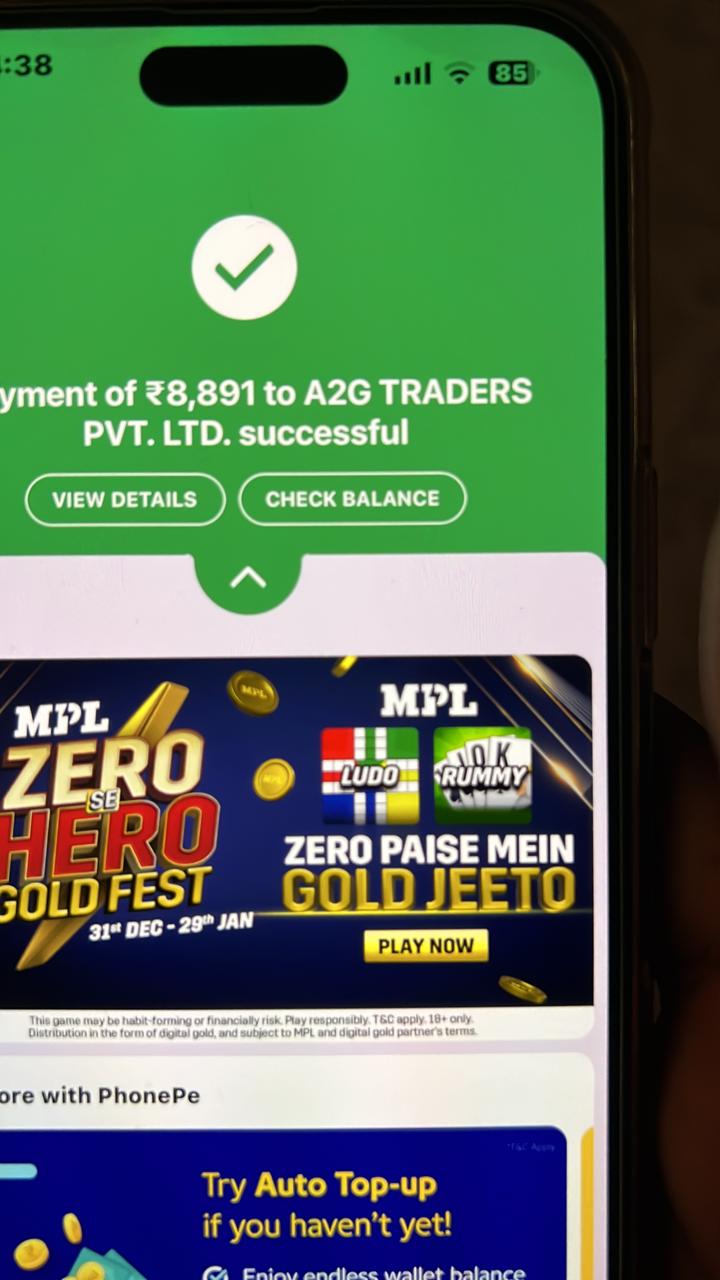 :38
85
yment of ₹8,891 to A2G TRADERS
PVT. LTD. successful
VIEW DETAILS
CHECK BALANCE
MPL
ZERO
SE
HERO
GOLD FEST
31st DEC - 29th JAN
MPL
MPL
MPL
LUDO
RUMMY
ZERO PAISE MEIN
GOLD JEETO
PLAY NOW
This game may be habit-forming or financially risk. Play responsibly. T&C apply. 18+ only.
Distribution in the form of digital gold, and subject to MPL and digital gold partner's terms.
ore with PhonePe
*T&C Apply
Try Auto Top-up
if you haven't yet!
Enjoy endless wallet balance